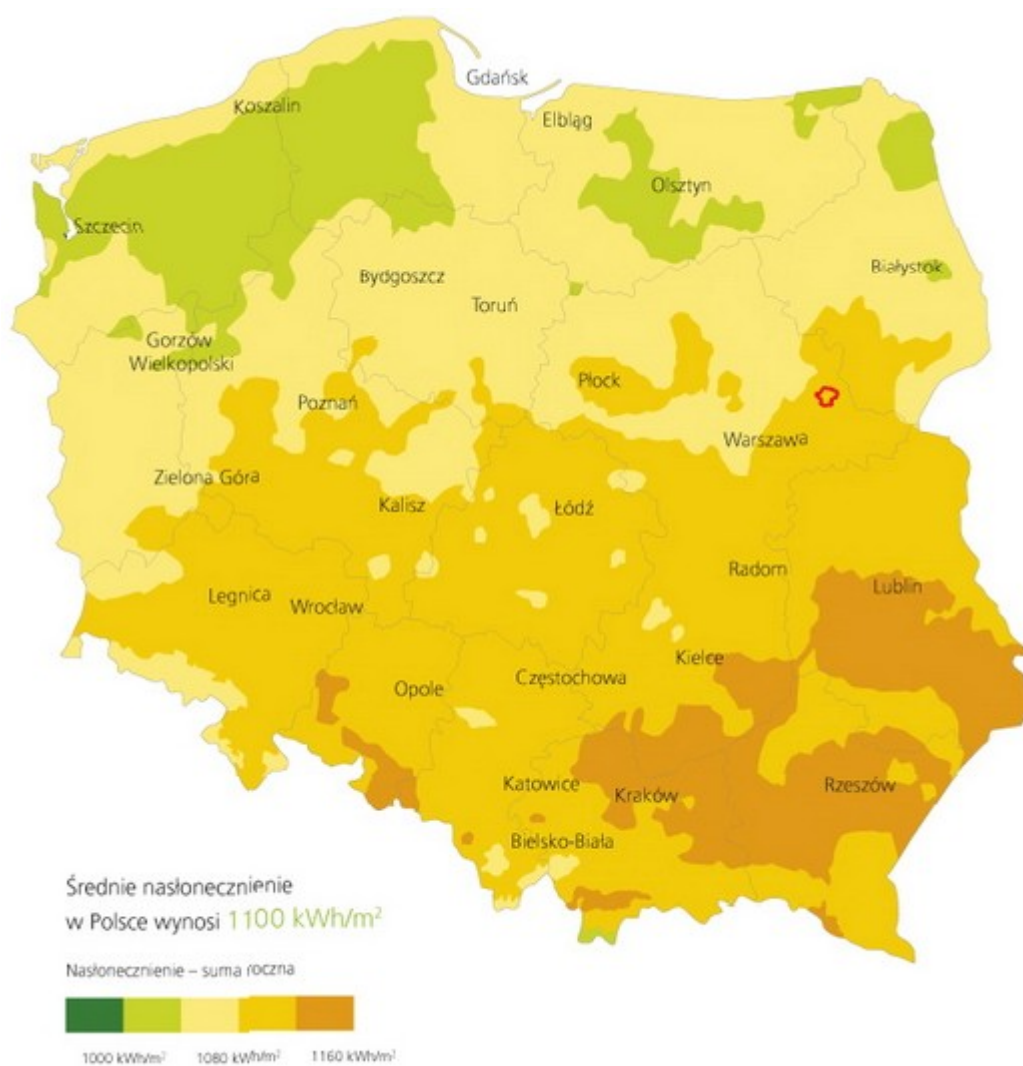 Gdańsk
Koszalin
Elbląg
Olsztyn
Szczecin
Białystok
Bydgoszcz
Toruń
Gorzów
Wielkopolski
Płock
Poznań
Warszawa
Zielona Góra
Kalisz
Łódź
Radom
Lublin
Legnica
Wrocław
Kielce
Częstochowa
Opole
Katowice
Kraków
Rzeszów
Bielsko-Biała
Średnie nasłonecznienie
w Polsce wynosi 1100 kWh/m²
Nasłonecznienie – suma roczna
1000 kWh/m² 1080 kWh/m² 1160 kWh/m²